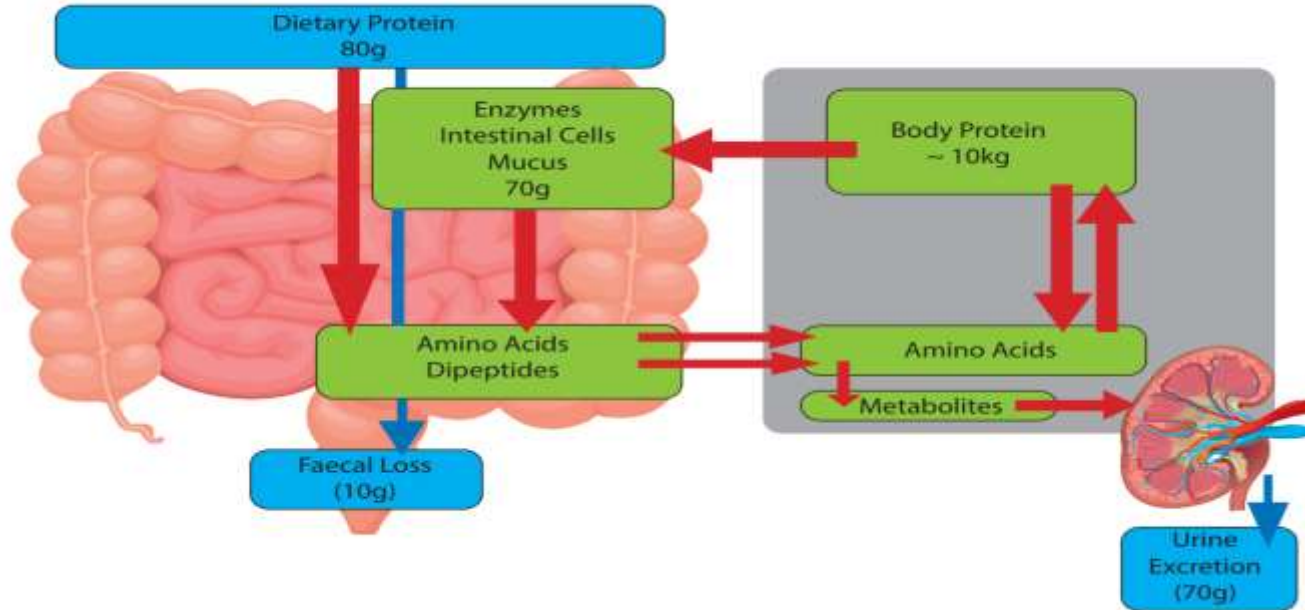 Dietary Protein
80g
Enzymes
Intestinal Cells
Mucus
70g
Body Protein
~ 10kg
Amino Acids
Dipeptides
Amino Acids
Metabolites
Faecal Loss
(10g)
Urine
Excretion
(70g)